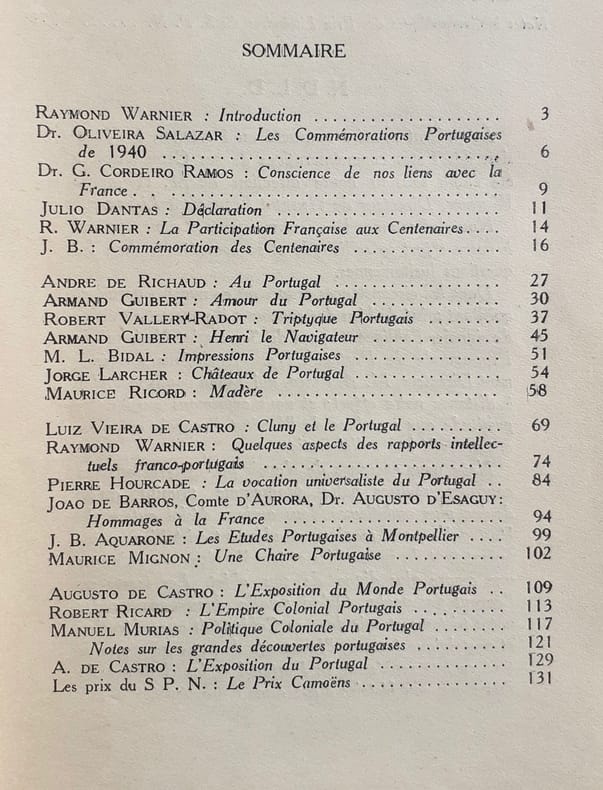 SOMMAIRE
RAYMOND WARNIER : Introduction .................... 3
Dr. OLIVEIRA SALAZAR : Les Commémorations Portugaises
de 1940 .................... 6
Dr. G. CORDEIRO RAMOS : Conscience de nos liens avec la
France .................... 9
JULIO DANTAS : Déclaration .................... 11
R. WARNIER : La Participation Française aux Centenaires .... 14
J. B. : Commémoration des Centenaires .................... 16
ANDRE DE RICHAUD : Au Portugal .................... 27
ARMAND GUIBERT : Amour du Portugal .................... 30
ROBERT VALLERY-RADOT : Triptyque Portugais ........ 37
ARMAND GUIBERT : Henri le Navigateur .................... 45
M. L. BIDAL : Impressions Portugaises .................... 51
JORGE LARCHER : Châteaux de Portugal .................... 54
MAURICE RICORD : Madère .................... 58
LUIZ VIEIRA DE CASTRO : Cluny et le Portugal .......... 69
RAYMOND WARNIER : Quelques aspects des rapports intellec-
tuels franco-portugais .................... 74
PIERRE HOURCADE : La vocation universaliste du Portugal .. 84
JOAO DE BARROS, Comte D'AURORA, Dr. AUGUSTO D'ESAGUY :
Hommages à la France .................... 94
J. B. AQUARONE : Les Etudes Portugaises à Montpellier .... 99
MAURICE MIGNON : Une Chaire Portugaise ............ 102
AUGUSTO DE CASTRO : L'Exposition du Monde Portugais .. 109
ROBERT RICARD : L'Empire Colonial Portugais .......... 113
MANUEL MURIAS : Politique Coloniale du Portugal ........ 117
Notes sur les grandes découvertes portugaises .......... 121
A. DE CASTRO : L'Exposition du Portugal .............. 129
Les prix du S P. N. : Le Prix Camoëns ................ 131